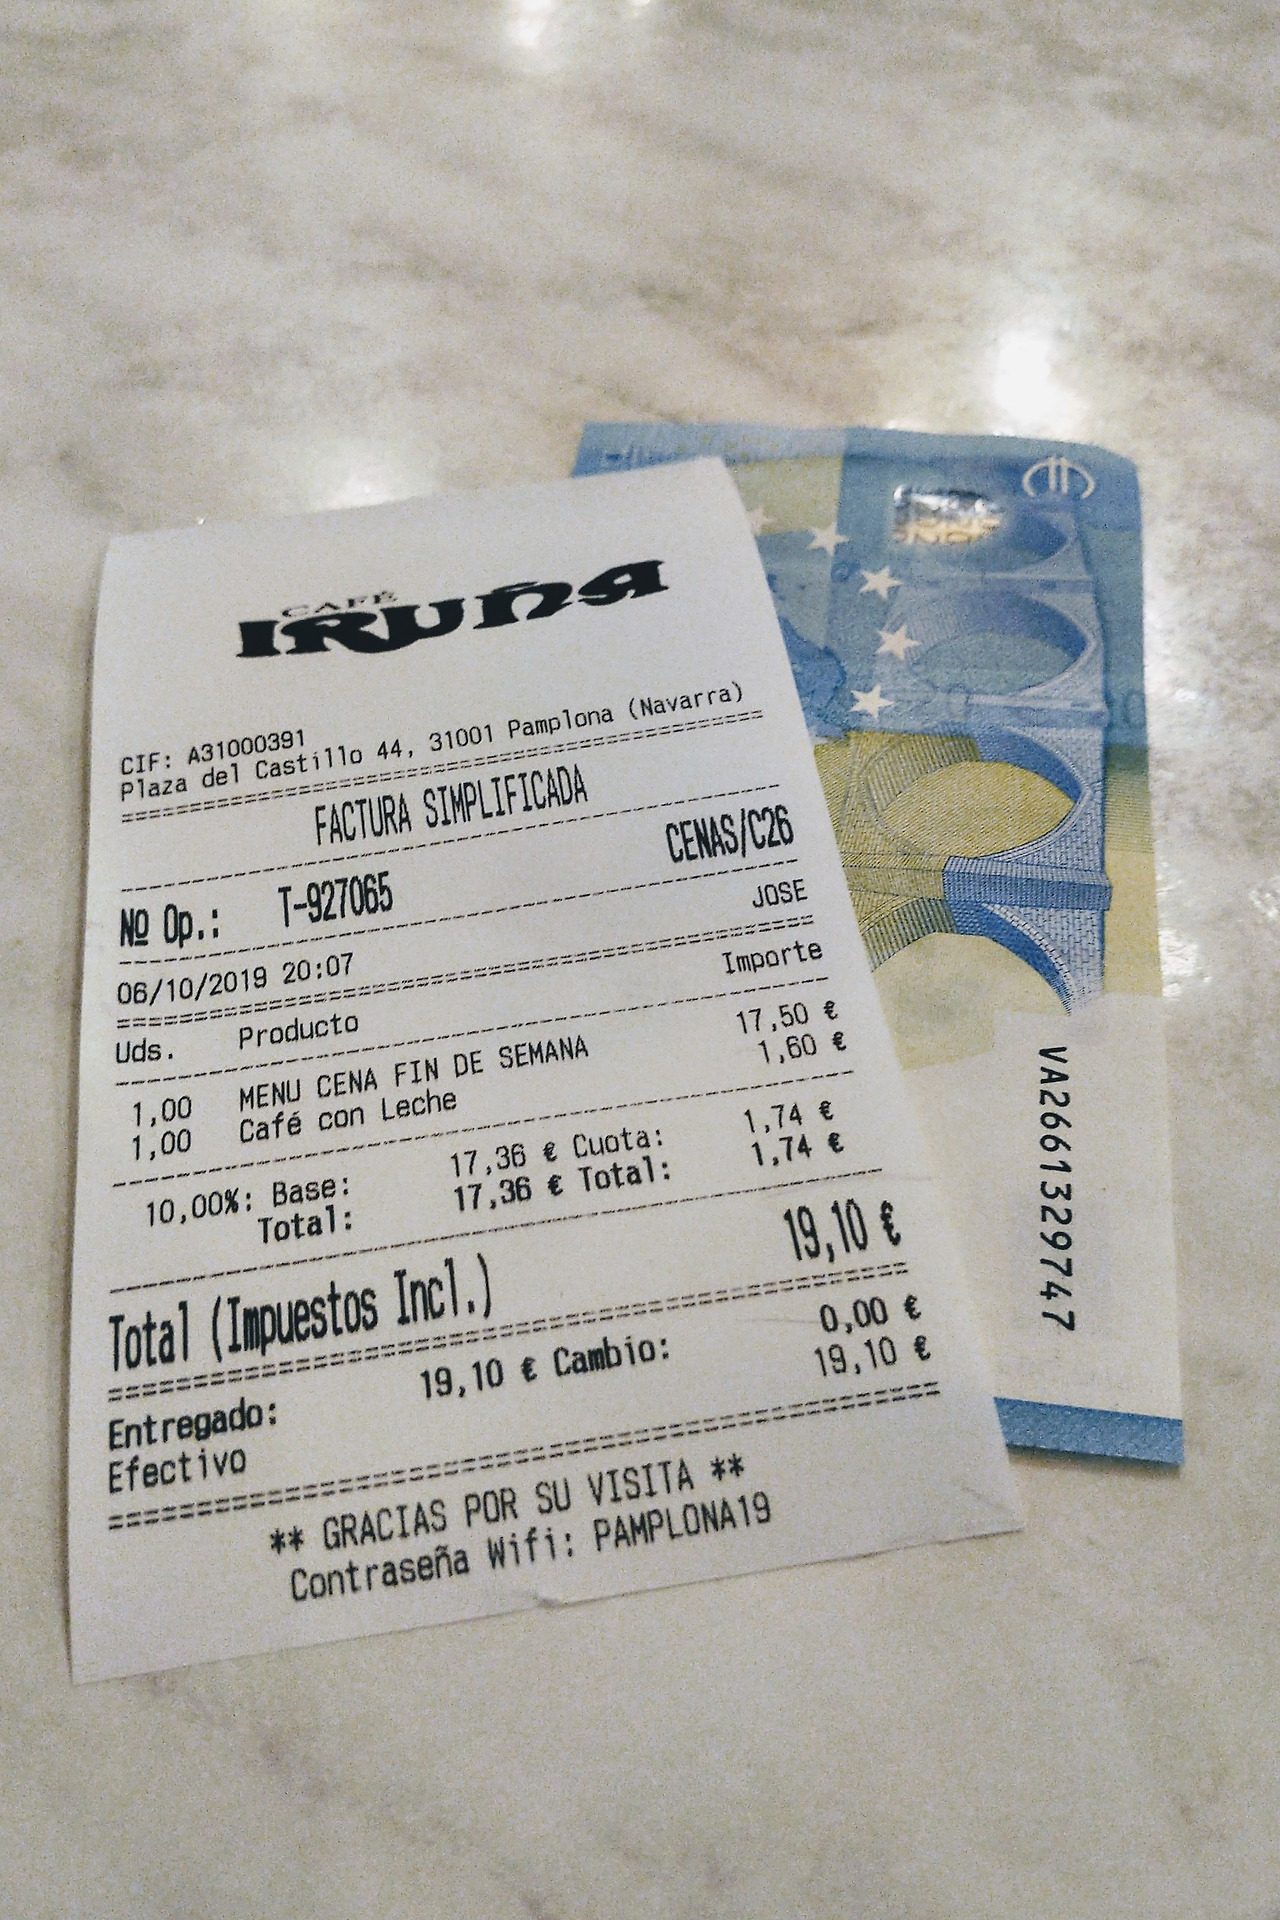 CAFÉ
IRUÑA
CIF: A31000391
Plaza del Castillo 44, 31001 Pamplona (Navarra)
FACTURA SIMPLIFICADA
Nº Op.: T-927065 CENAS/C26
06/10/2019 20:07 JOSE
Uds. Producto Importe
1,00 MENU CENA FIN DE SEMANA 17,50 €
1,00 Café con Leche 1,60 €
10,00%: Base: 17,36 € Cuota: 1,74 €
Total: 17,36 € Total: 1,74 €
Total (Impuestos Incl.) 19,10 €
Entregado: 19,10 € Cambio: 0,00 €
Efectivo 19,10 €
** GRACIAS POR SU VISITA **
Contraseña Wifi: PAMPLONA19
VA2661329747